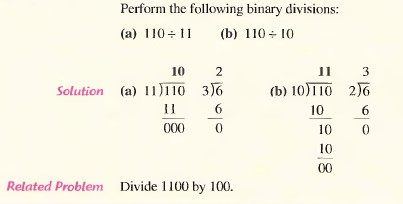 Perform the following binary divisions:
(a) 110 ÷ 11 (b) 110 ÷ 10
10 2 11 3
Solution (a) 11)110 3)6 (b) 10)110 2)6
11 6 10 6
000 0 10 0
10
00
Related Problem Divide 1100 by 100.